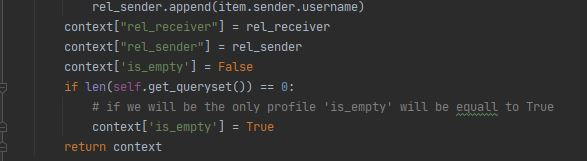 rel_sender.append(item.sender.username)
context["rel_receiver"] = rel_receiver
context["rel_sender"] = rel_sender
context['is_empty'] = False
if len(self.get_queryset()) == 0:
# if we will be the only profile 'is_empty' will be equall to True
context['is_empty'] = True
return context